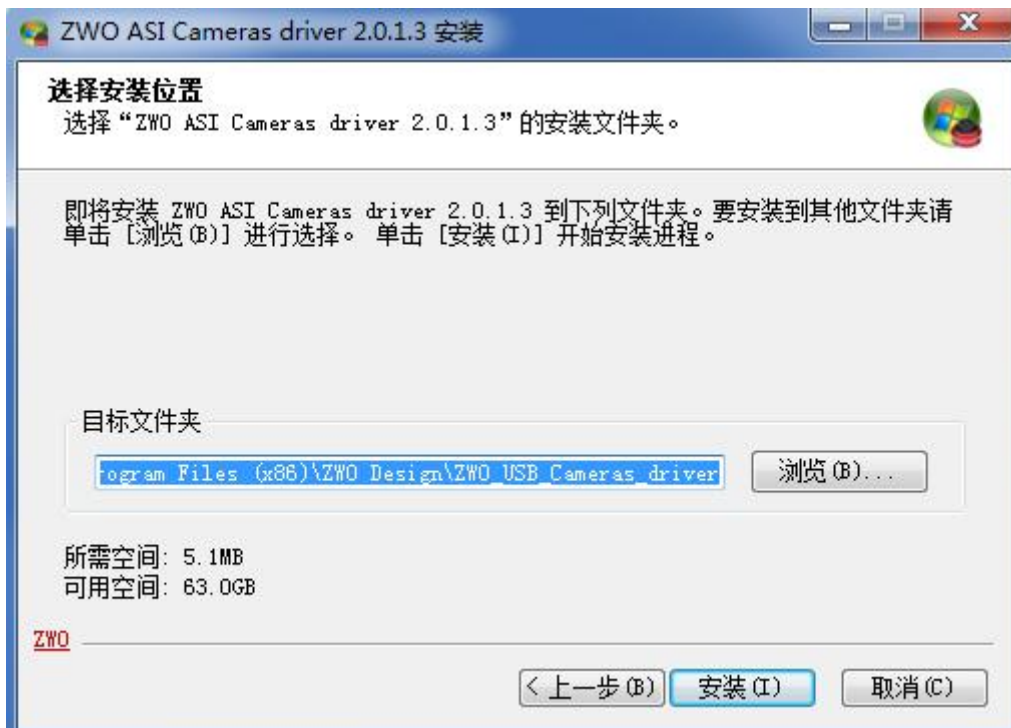 ZWO ASI Cameras driver 2.0.1.3 安装
选择安装位置
选择“ZWO ASI Cameras driver 2.0.1.3”的安装文件夹。
即将安装 ZWO ASI Cameras driver 2.0.1.3 到下列文件夹。要安装到其他文件夹请
单击 [浏览(B)] 进行选择。 单击 [安装(I)] 开始安装进程。
目标文件夹
rogram Files (x86)\ZWO Design\ZWO_USB_Cameras_driver
浏览(B)...
所需空间: 5.1MB
可用空间: 63.0GB
ZWO
< 上一步(B)
安装(I)
取消(C)